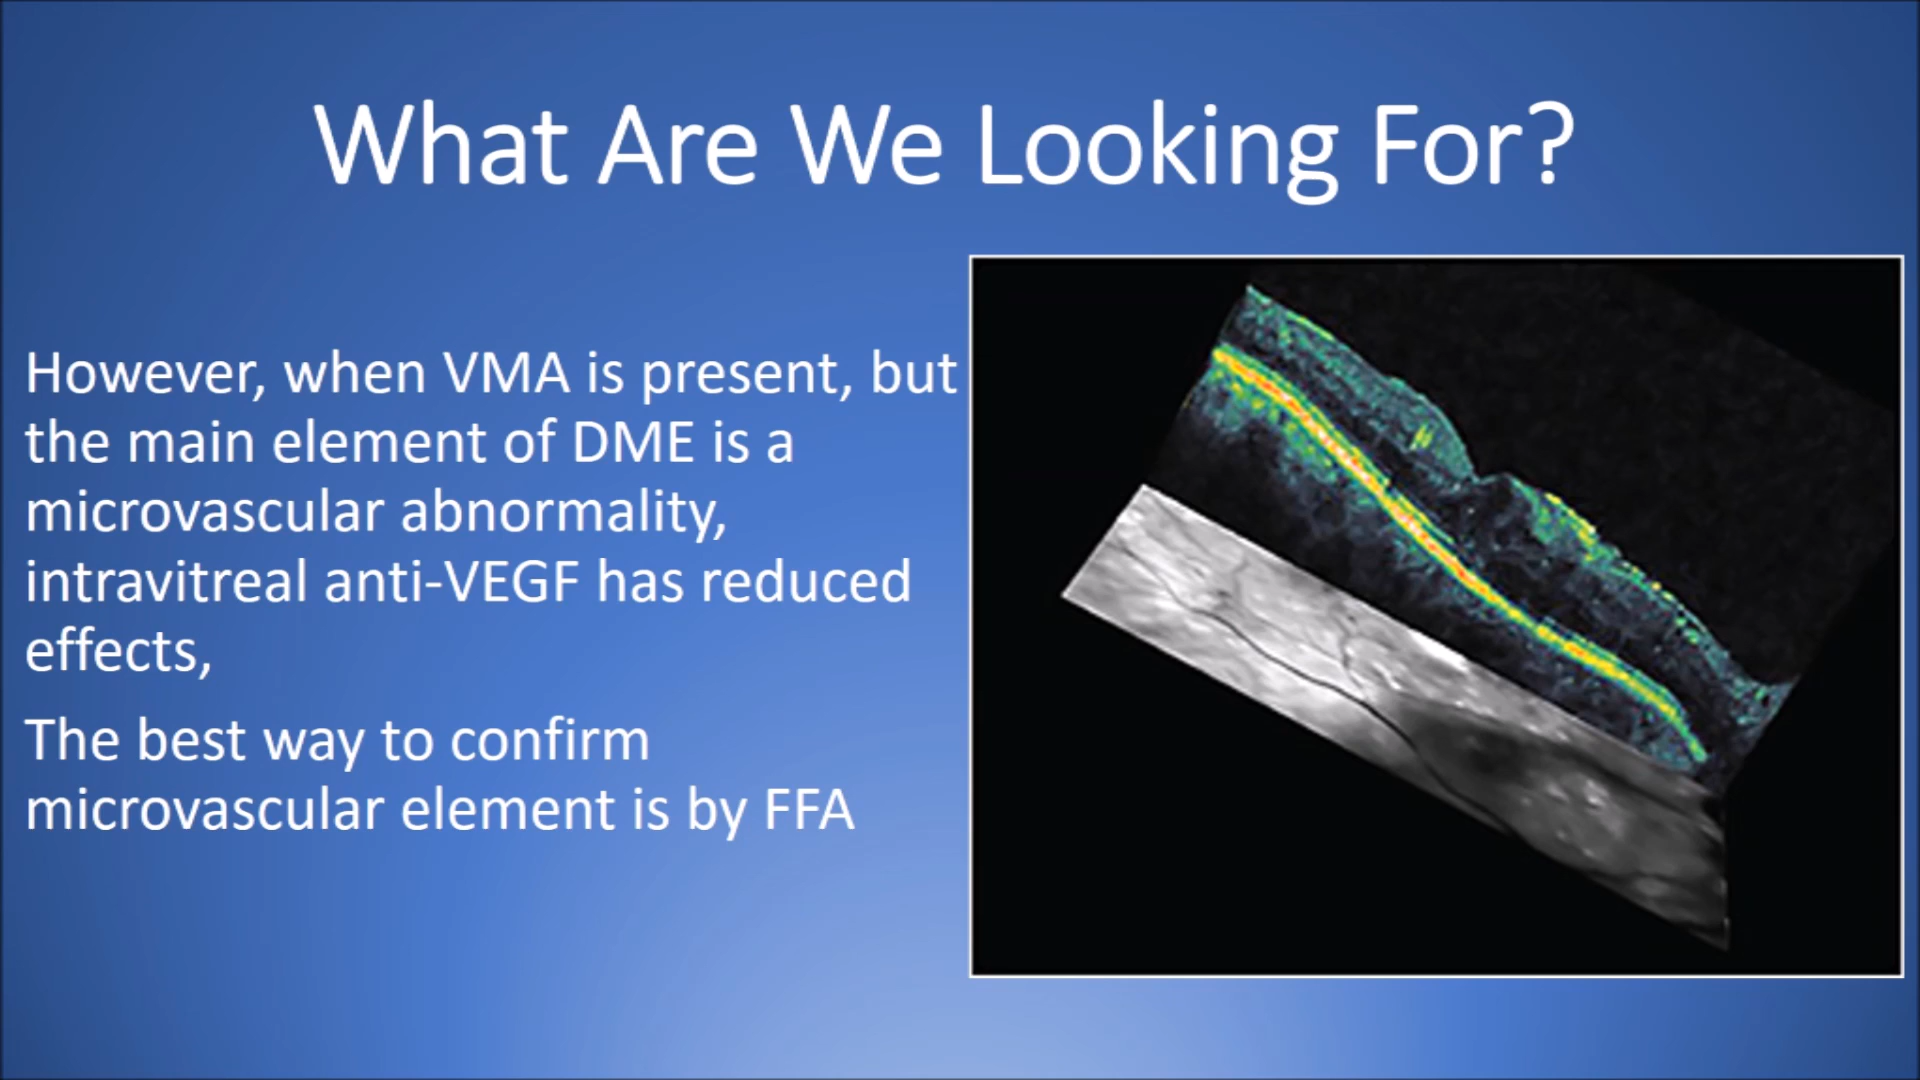 What Are We Looking For?
However, when VMA is present, but
the main element of DME is a
microvascular abnormality,
intravitreal anti-VEGF has reduced
effects,
The best way to confirm
microvascular element is by FFA